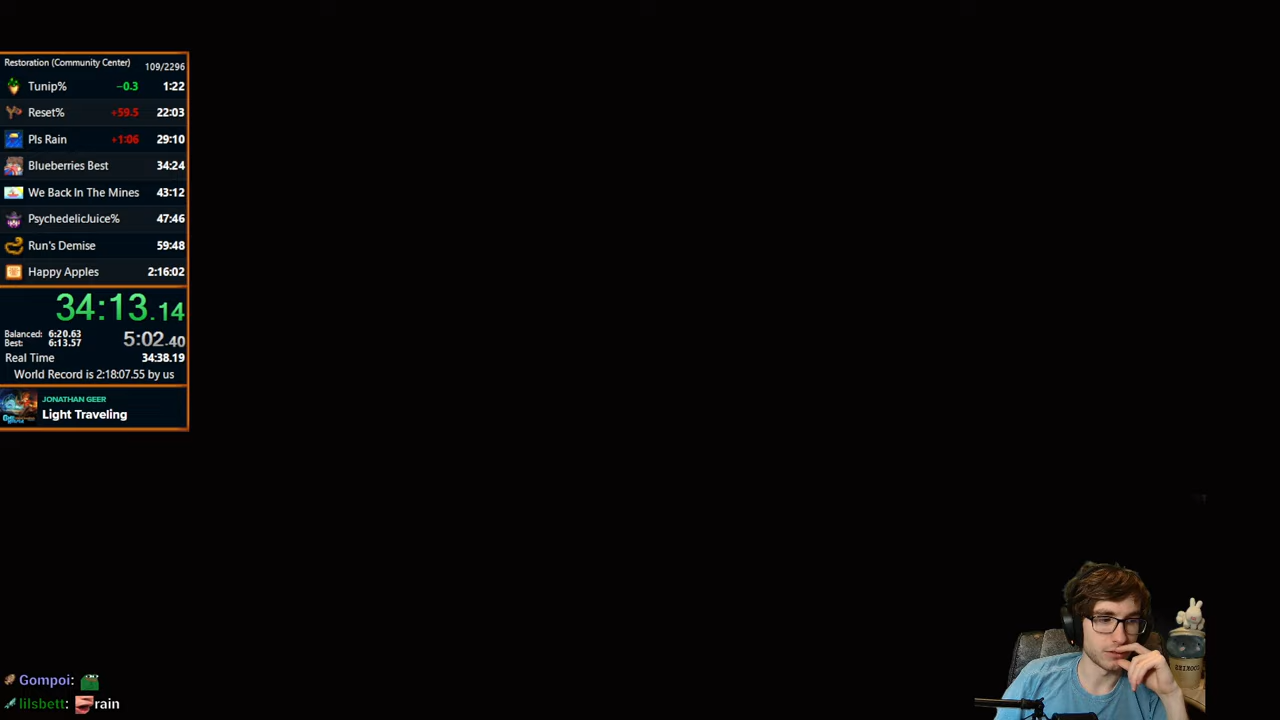 Restoration (Community Center) 109/2296
Tunip% −0.3 1:22
Reset% +59.5 22:03
Pls Rain +1:06 29:10
Blueberries Best 34:24
We Back In The Mines 43:12
PsychedelicJuice% 47:46
Run's Demise 59:48
Happy Apples 2:16:02
34:13.14
Balanced: 6:20.63
Best: 6:13.57
5:02.40
Real Time 34:38.19
World Record is 2:18:07.55 by us
JONATHAN GEER
Light Traveling
Gompoi:
lilsbett: rain